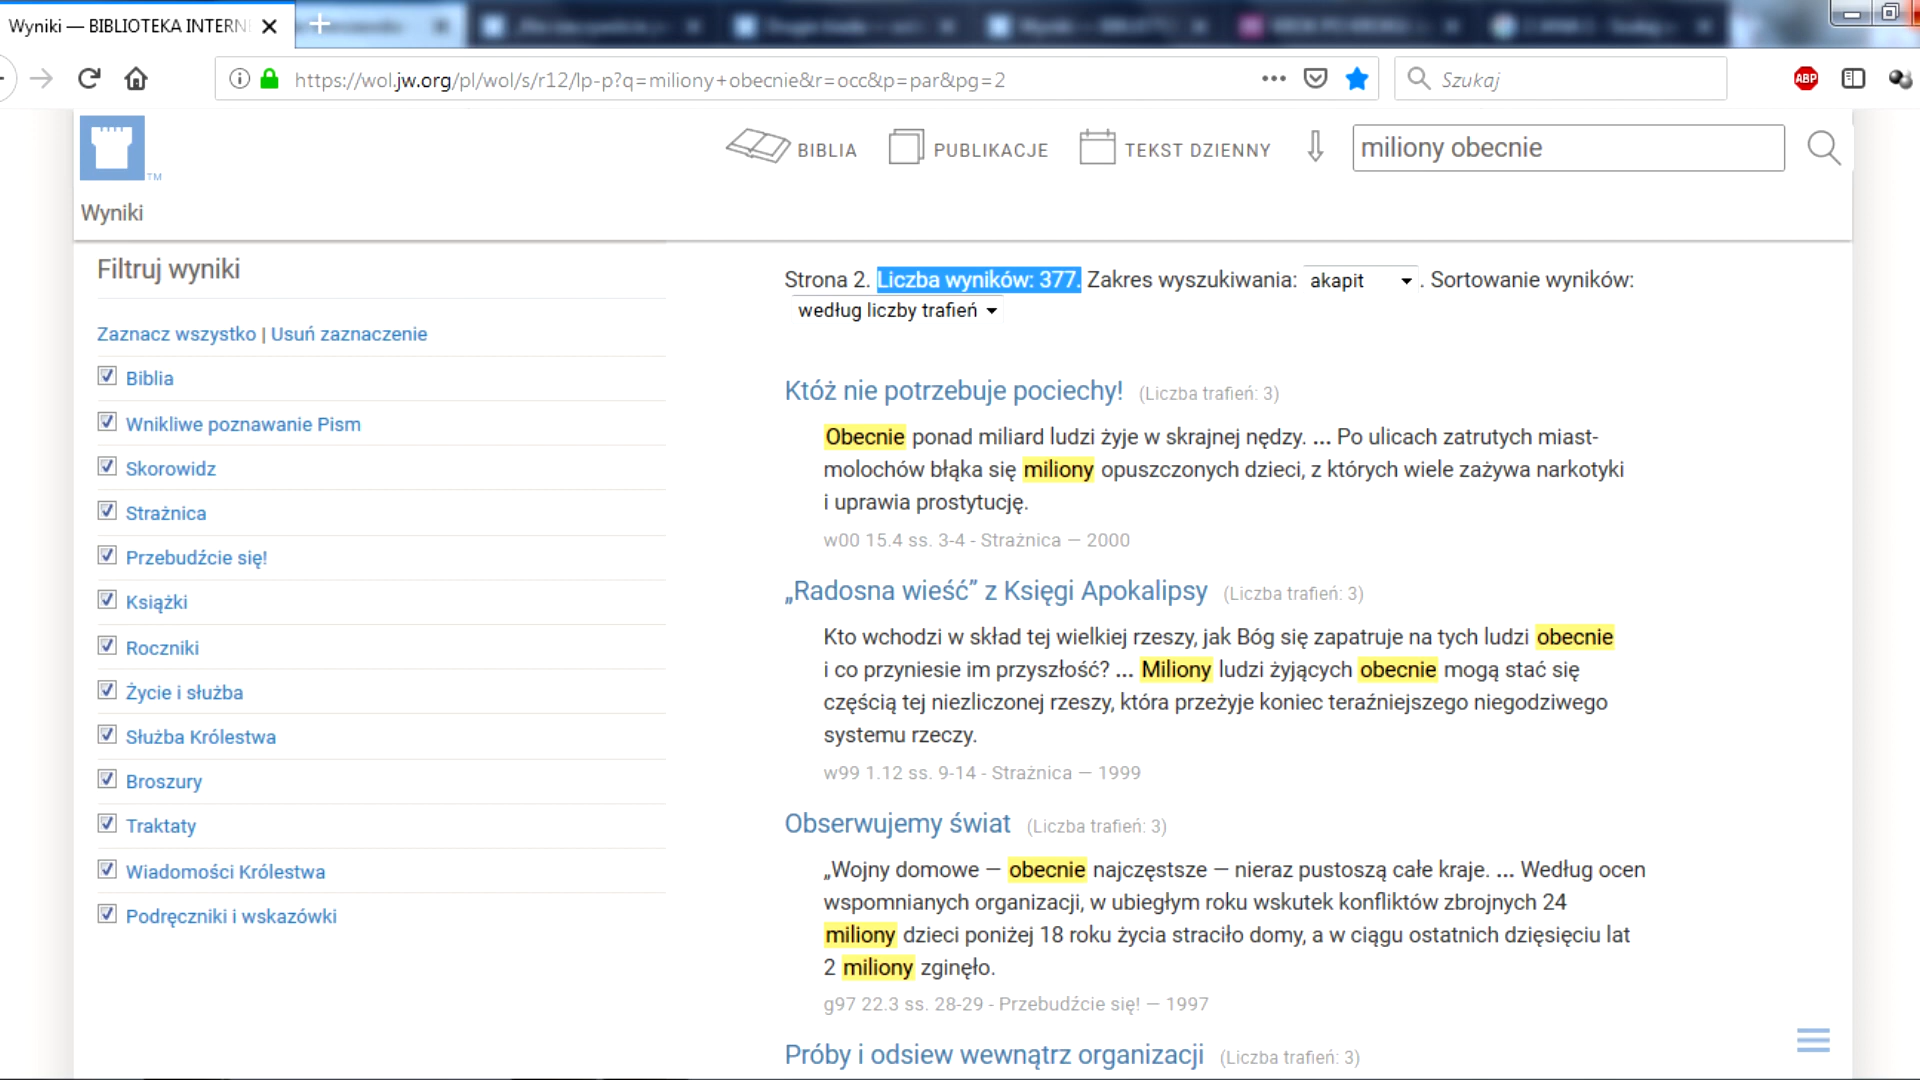 Wyniki — BIBLIOTEKA INTERN
https://wol.jw.org/pl/wol/s/r12/lp-p?q=miliony+obecnie&r=occ&p=par&pg=2
Szukaj
ABP
TM
BIBLIA
PUBLIKACJE
TEKST DZIENNY
miliony obecnie
Wyniki
Filtruj wyniki
Zaznacz wszystko | Usuń zaznaczenie
Biblia
Wnikliwe poznawanie Pism
Skorowidz
Strażnica
Przebudźcie się!
Książki
Roczniki
Życie i służba
Służba Królestwa
Broszury
Traktaty
Wiadomości Królestwa
Podręczniki i wskazówki
Strona 2. Liczba wyników: 377. Zakres wyszukiwania: akapit . Sortowanie wyników:
według liczby trafień
Któż nie potrzebuje pociechy! (Liczba trafień: 3)
Obecnie ponad miliard ludzi żyje w skrajnej nędzy. ... Po ulicach zatrutych miast-
molochów błąka się miliony opuszczonych dzieci, z których wiele zażywa narkotyki
i uprawia prostytucję.
w00 15.4 ss. 3-4 - Strażnica — 2000
„Radosna wieść” z Księgi Apokalipsy (Liczba trafień: 3)
Kto wchodzi w skład tej wielkiej rzeszy, jak Bóg się zapatruje na tych ludzi obecnie
i co przyniesie im przyszłość? ... Miliony ludzi żyjących obecnie mogą stać się
częścią tej niezliczonej rzeszy, która przeżyje koniec teraźniejszego niegodziwego
systemu rzeczy.
w99 1.12 ss. 9-14 - Strażnica — 1999
Obserwujemy świat (Liczba trafień: 3)
„Wojny domowe — obecnie najczęstsze — nieraz pustoszą całe kraje. ... Według ocen
wspomnianych organizacji, w ubiegłym roku wskutek konfliktów zbrojnych 24
miliony dzieci poniżej 18 roku życia straciło domy, a w ciągu ostatnich dziesięciu lat
2 miliony zginęło.
g97 22.3 ss. 28-29 - Przebudźcie się! — 1997
Próby i odsiew wewnątrz organizacji (Liczba trafień: 3)